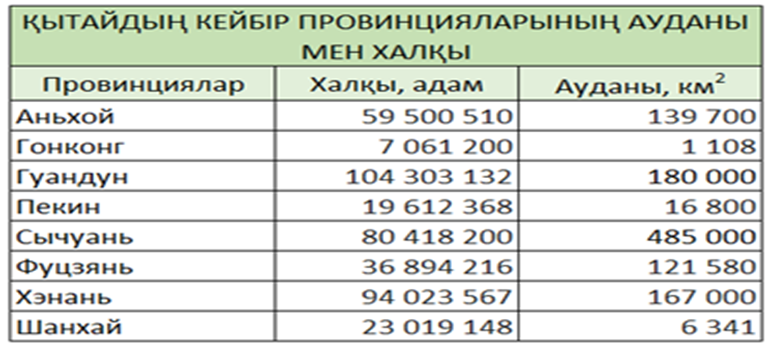 ҚЫТАЙДЫҢ КЕЙБІР ПРОВИНЦИЯЛАРЫНЫҢ АУДАНЫ
МЕН ХАЛҚЫ
Провинциялар Халқы, адам Ауданы, км²
Аньхой 59 500 510 139 700
Гонконг 7 061 200 1 108
Гуандун 104 303 132 180 000
Пекин 19 612 368 16 800
Сычуань 80 418 200 485 000
Фуцзянь 36 894 216 121 580
Хэнань 94 023 567 167 000
Шанхай 23 019 148 6 341